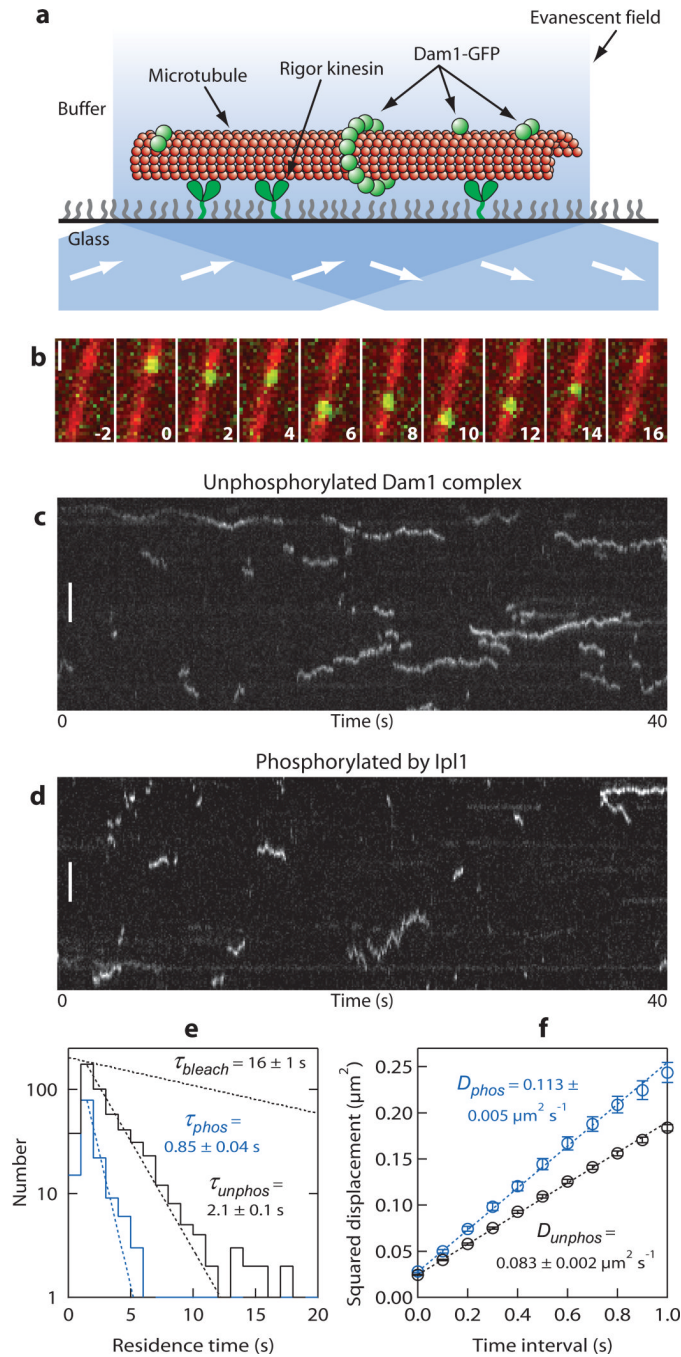 a
Evanescent field
Dam1-GFP
Rigor kinesin
Microtubule
Buffer
Glass
b
-2 0 2 4 6 8 10 12 14 16
Unphosphorylated Dam1 complex
c
0 Time (s) 40
Phosphorylated by Ipl1
d
0 Time (s) 40
e
τbleach = 16 ± 1 s
τphos =
0.85 ± 0.04 s
τunphos =
2.1 ± 0.1 s
Number
100
10
1
0 5 10 15 20
Residence time (s)
f
Dphos = 0.113 ±
0.005 µm² s⁻¹
Dunphos =
0.083 ± 0.002 µm² s⁻¹
Squared displacement (µm²)
0.25
0.20
0.15
0.10
0.05
0.00
0.0 0.2 0.4 0.6 0.8 1.0
Time interval (s)